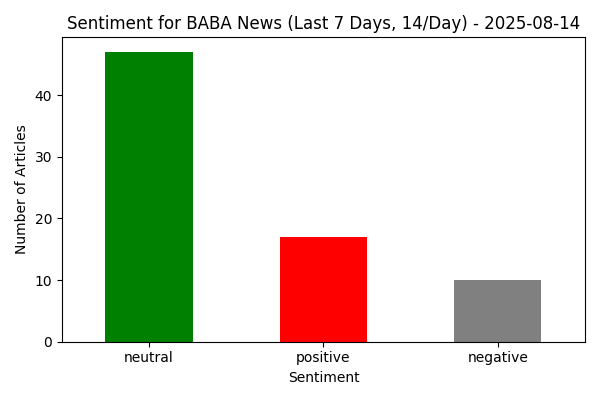 Sentiment for BABA News (Last 7 Days, 14/Day) - 2025-08-14
Number of Articles
40
30
20
10
0
neutral positive negative
Sentiment